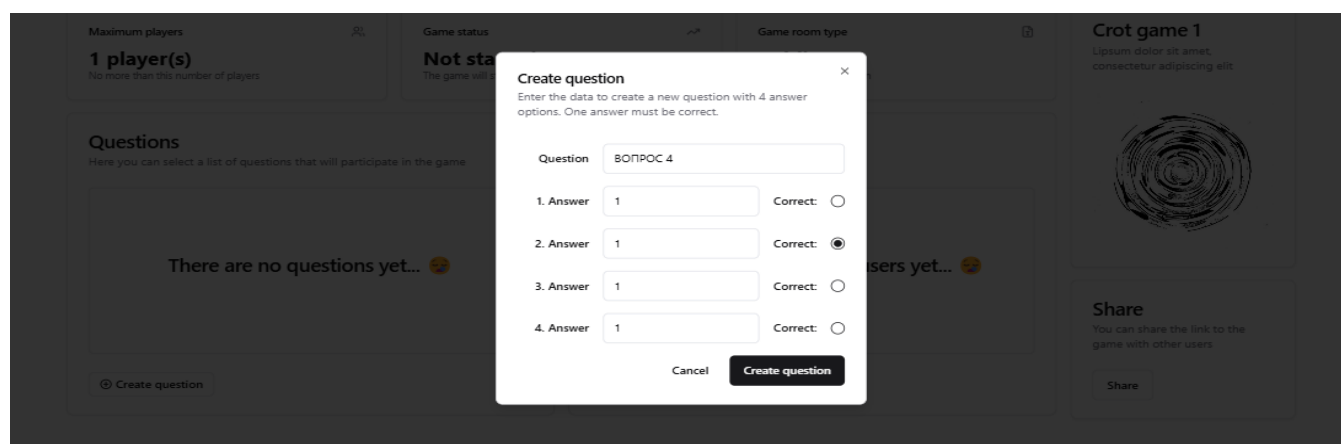 Maximum players
1 player(s)
No more than this number of players
Game status
Not sta
The game will s
Game room type
Crot game 1
Lipsum dolor sit amet,
consectetur adipiscing elit
Questions
Here you can select a list of questions that will participate in the game
There are no questions yet...
Create question
Create question
Enter the data to create a new question with 4 answer
options. One answer must be correct.
Question ВОПРОС 4
1. Answer 1 Correct:
2. Answer 1 Correct:
3. Answer 1 Correct:
4. Answer 1 Correct:
Cancel Create question
users yet...
Share
You can share the link to the
game with other users
Share